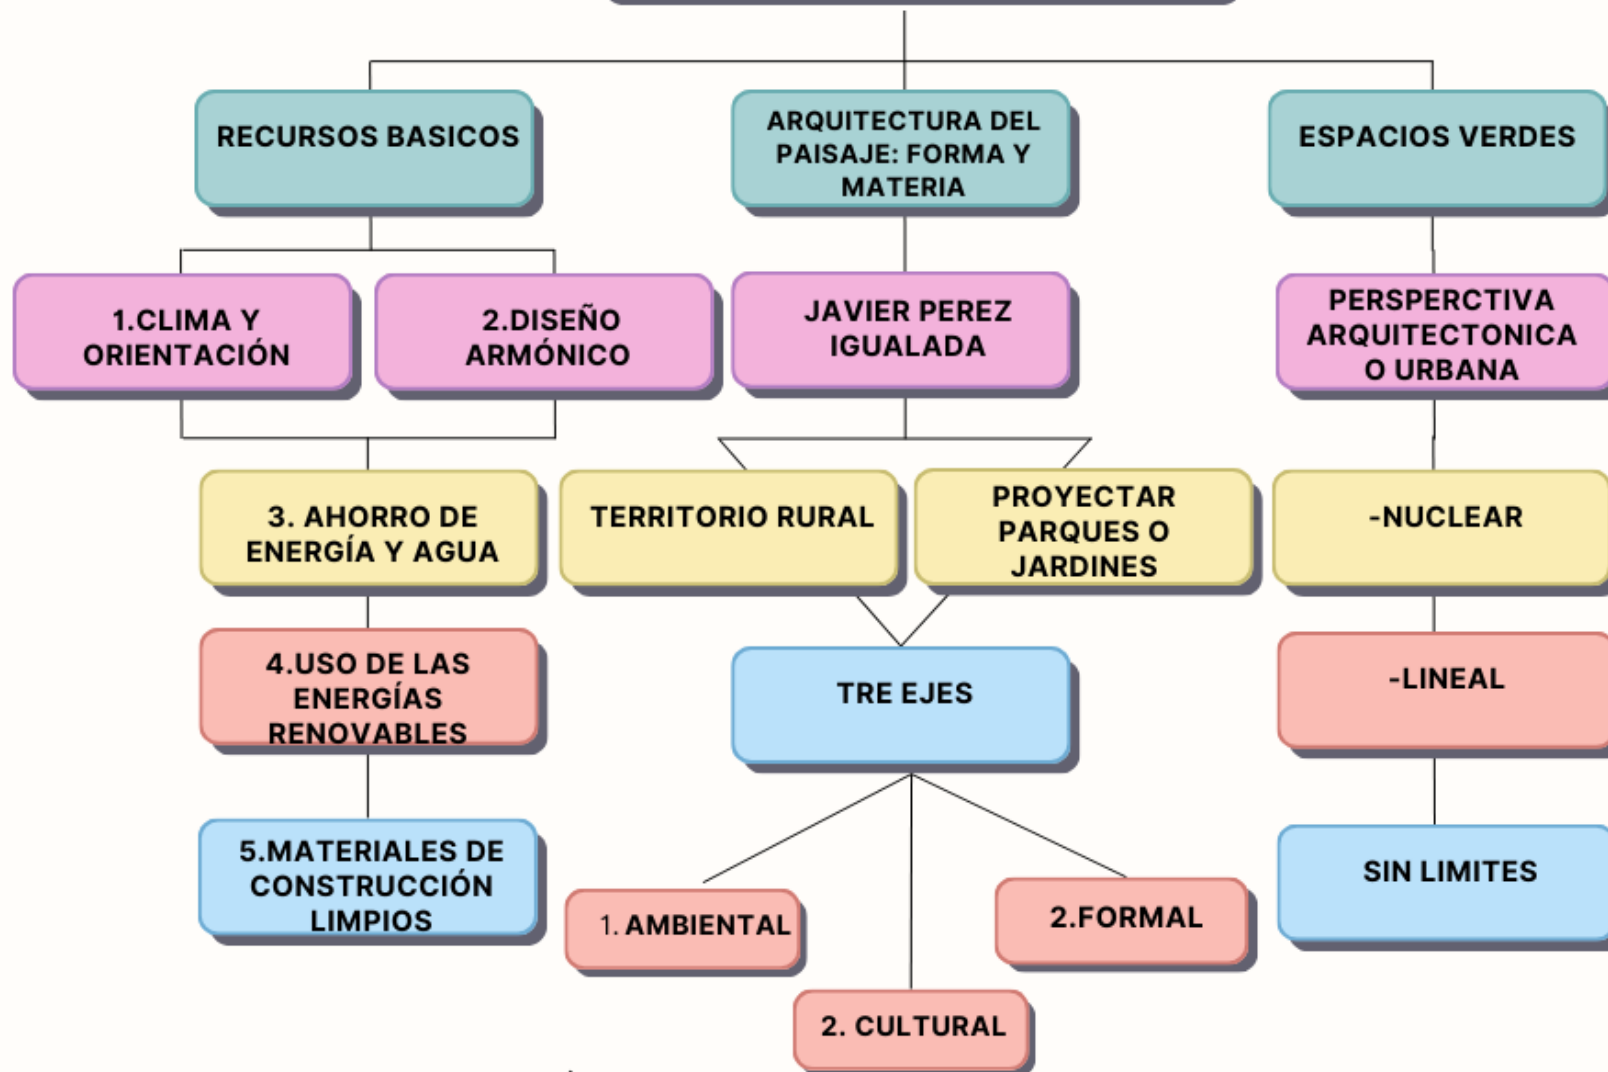 RECURSOS BASICOS
ARQUITECTURA DEL
PAISAJE: FORMA Y
MATERIA
ESPACIOS VERDES
1.CLIMA Y
ORIENTACIÓN
2.DISEÑO
ARMÓNICO
JAVIER PEREZ
IGUALADA
PERSPERCTIVA
ARQUITECTONICA
O URBANA
3. AHORRO DE
ENERGÍA Y AGUA
TERRITORIO RURAL
PROYECTAR
PARQUES O
JARDINES
-NUCLEAR
4.USO DE LAS
ENERGÍAS
RENOVABLES
TRE EJES
-LINEAL
5.MATERIALES DE
CONSTRUCCIÓN
LIMPIOS
1. AMBIENTAL
2.FORMAL
SIN LIMITES
2. CULTURAL